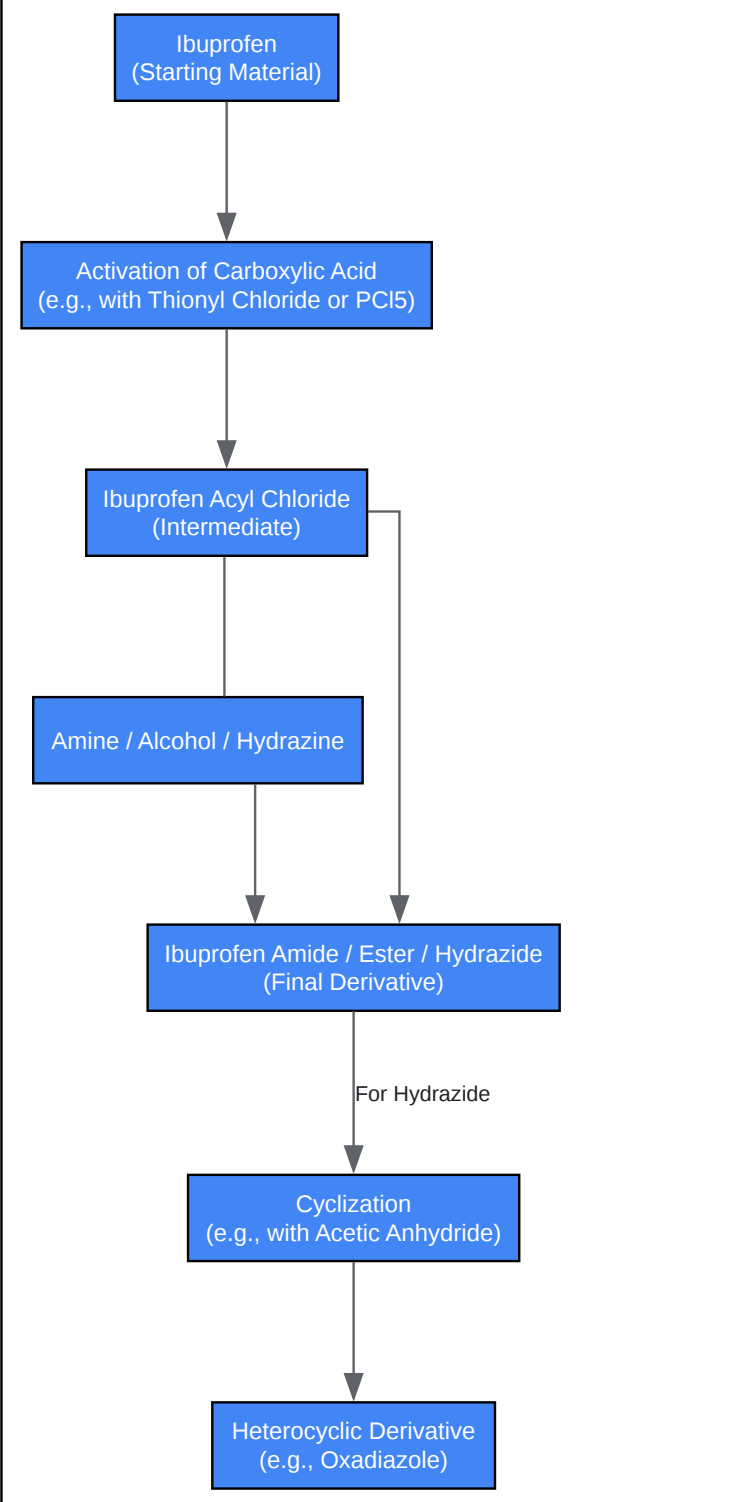 Ibuprofen
(Starting Material)
Activation of Carboxylic Acid
(e.g., with Thionyl Chloride or PCl5)
Ibuprofen Acyl Chloride
(Intermediate)
Amine / Alcohol / Hydrazine
Ibuprofen Amide / Ester / Hydrazide
(Final Derivative)
For Hydrazide
Cyclization
(e.g., with Acetic Anhydride)
Heterocyclic Derivative
(e.g., Oxadiazole)